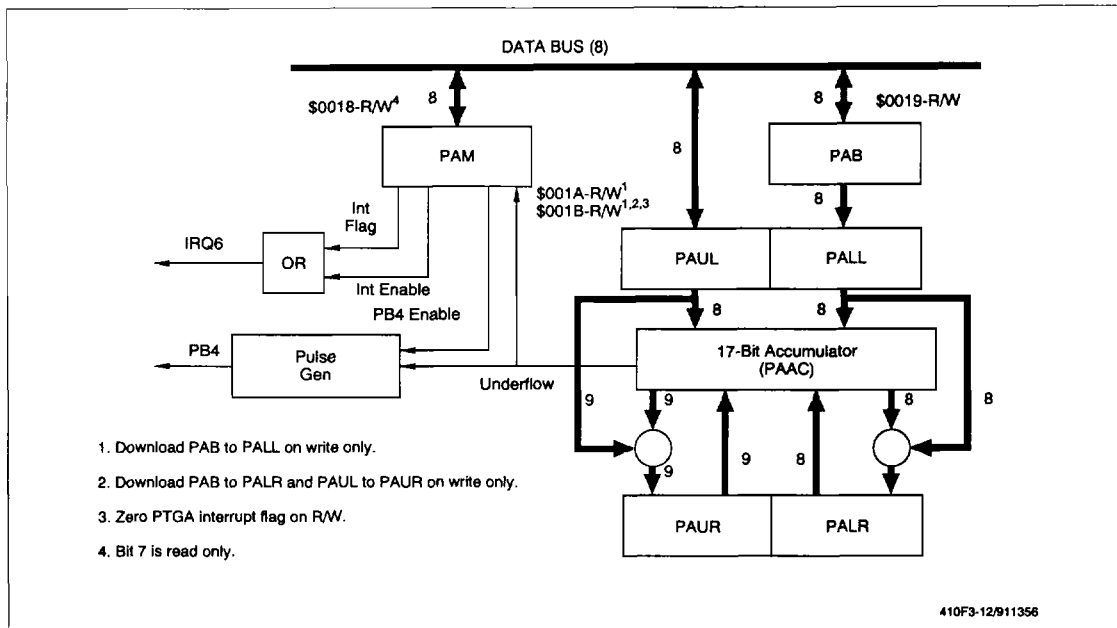 DATA BUS (8)
$0018-R/W4
8
8
$0019-R/W
PAM
8
PAB
$001A-R/W1
$001B-R/W1,2,3
8
Int
Flag
IRQ6
OR
PAUL
PALL
Int Enable
8
8
PB4 Enable
PB4
Pulse
Gen
17-Bit Accumulator
(PAAC)
Underflow
9
9
8
8
1. Download PAB to PALL on write only.
9
9
8
2. Download PAB to PALR and PAUL to PAUR on write only.
PAUR
PALR
3. Zero PTGA interrupt flag on R/W.
4. Bit 7 is read only.
410F3-12/911356